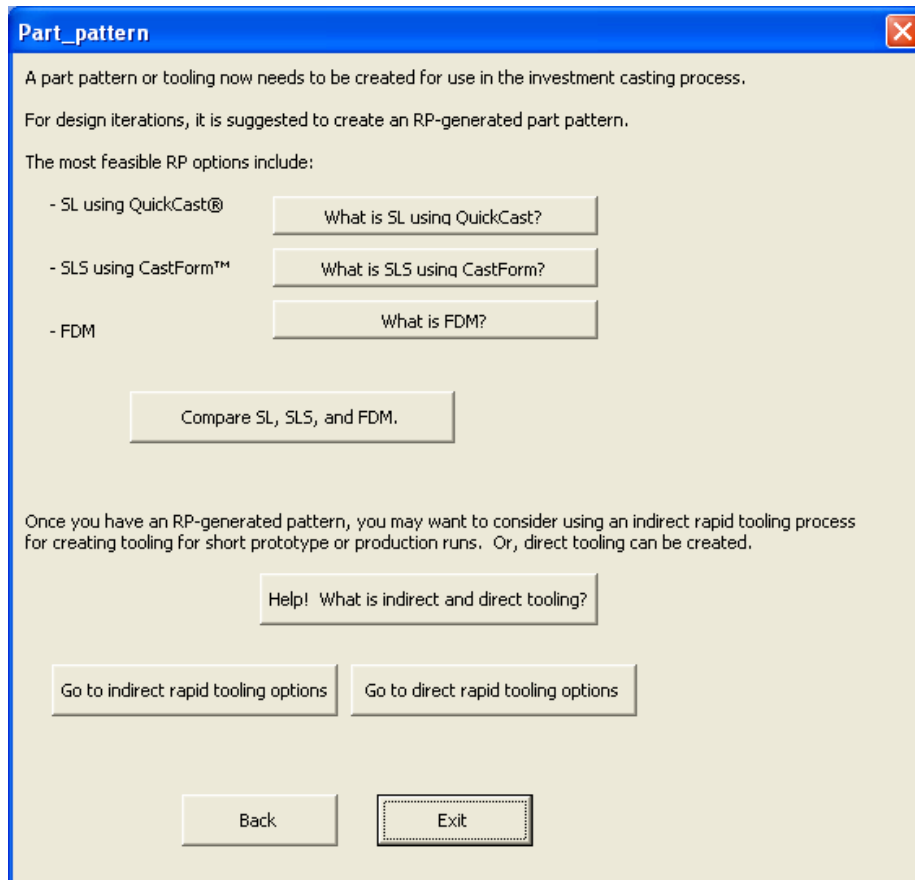 Part_pattern
A part pattern or tooling now needs to be created for use in the investment casting process.
For design iterations, it is suggested to create an RP-generated part pattern.
The most feasible RP options include:
- SL using QuickCast®
What is SL using QuickCast?
- SLS using CastForm™
What is SLS using CastForm?
- FDM
What is FDM?
Compare SL, SLS, and FDM.
Once you have an RP-generated pattern, you may want to consider using an indirect rapid tooling process
for creating tooling for short prototype or production runs.  Or, direct tooling can be created.
Help!  What is indirect and direct tooling?
Go to indirect rapid tooling options
Go to direct rapid tooling options
Back
Exit